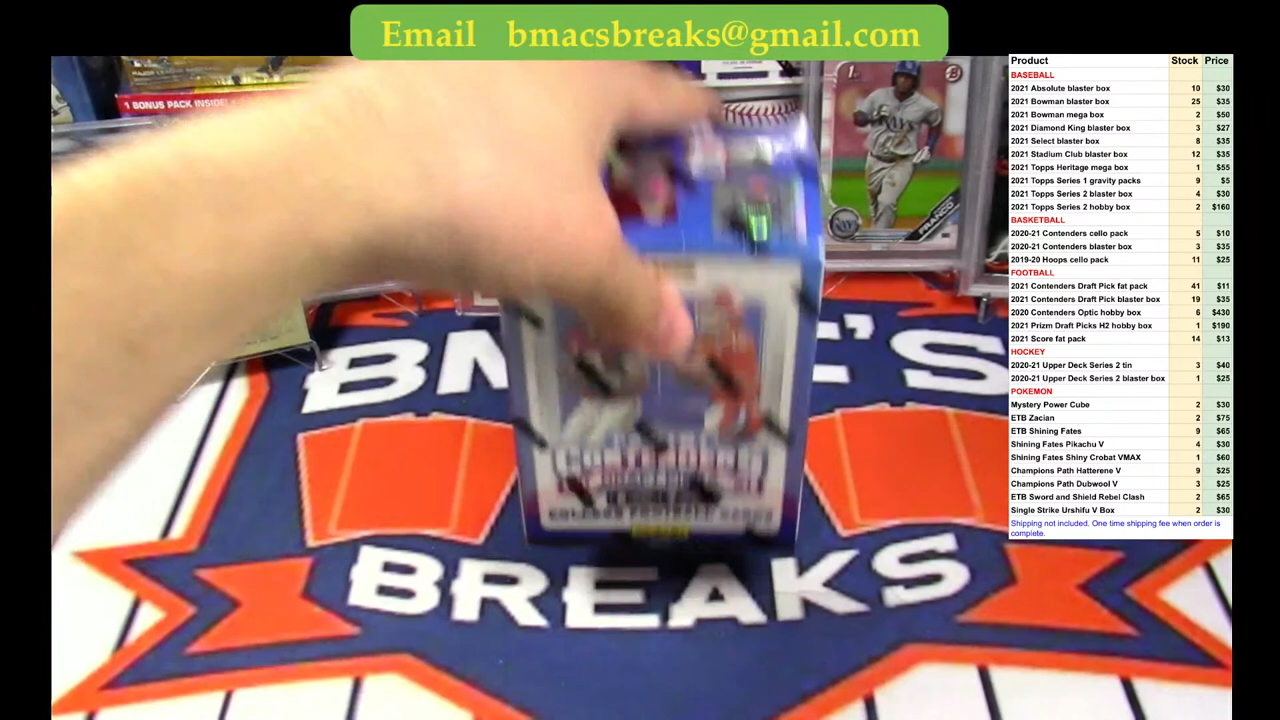 Email bmacsbreaks@gmail.com
1 BONUS PACK INSIDE!
1st
RAYS
FRANCO
RAYS
BREAKS
Product Stock Price
BASEBALL
2021 Absolute blaster box 10 $30
2021 Bowman blaster box 25 $35
2021 Bowman mega box 2 $50
2021 Diamond King blaster box 3 $27
2021 Select blaster box 8 $35
2021 Stadium Club blaster box 12 $35
2021 Topps Heritage mega box 1 $55
2021 Topps Series 1 gravity packs 9 $5
2021 Topps Series 2 blaster box 4 $30
2021 Topps Series 2 hobby box 2 $160
BASKETBALL
2020-21 Contenders cello pack 5 $10
2020-21 Contenders blaster box 3 $35
2019-20 Hoops cello pack 11 $25
FOOTBALL
2021 Contenders Draft Pick fat pack 41 $11
2021 Contenders Draft Pick blaster box 19 $35
2020 Contenders Optic hobby box 6 $430
2021 Prizm Draft Picks H2 hobby box 1 $190
2021 Score fat pack 14 $13
HOCKEY
2020-21 Upper Deck Series 2 tin 3 $40
2020-21 Upper Deck Series 2 blaster box 1 $25
POKEMON
Mystery Power Cube 2 $30
ETB Zacian 2 $75
ETB Shining Fates 9 $65
Shining Fates Pikachu V 4 $30
Shining Fates Shiny Crobat VMAX 1 $60
Champions Path Hatterene V 9 $25
Champions Path Dubwool V 3 $25
ETB Sword and Shield Rebel Clash 2 $65
Single Strike Urshifu V Box 2 $30
Shipping not included. One time shipping fee when order is
complete.